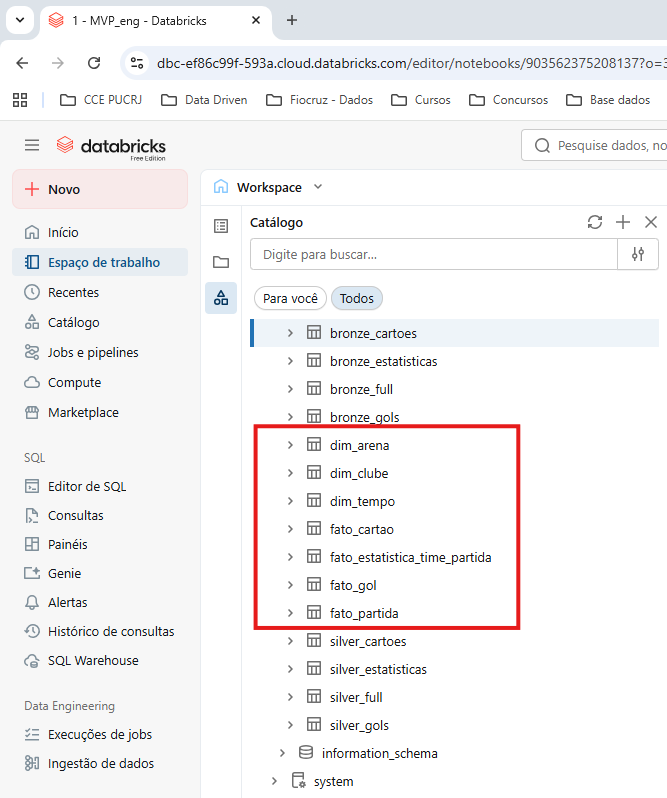 1 - MVP_eng - Databricks
dbc-ef86c99f-593a.cloud.databricks.com/editor/notebooks/903562375208137?o=3
CCE PUCRJ
Data Driven
Fiocruz - Dados
Cursos
Concursos
Base dados
databricks
Free Edition
Pesquise dados, no
Novo
Início
Espaço de trabalho
Recentes
Catálogo
Jobs e pipelines
Compute
Marketplace
SQL
Editor de SQL
Consultas
Painéis
Genie
Alertas
Histórico de consultas
SQL Warehouse
Data Engineering
Execuções de jobs
Ingestão de dados
Workspace
Catálogo
Digite para buscar...
Para você
Todos
bronze_cartoes
bronze_estatisticas
bronze_full
bronze_gols
dim_arena
dim_clube
dim_tempo
fato_cartao
fato_estatistica_time_partida
fato_gol
fato_partida
silver_cartoes
silver_estatisticas
silver_full
silver_gols
information_schema
system